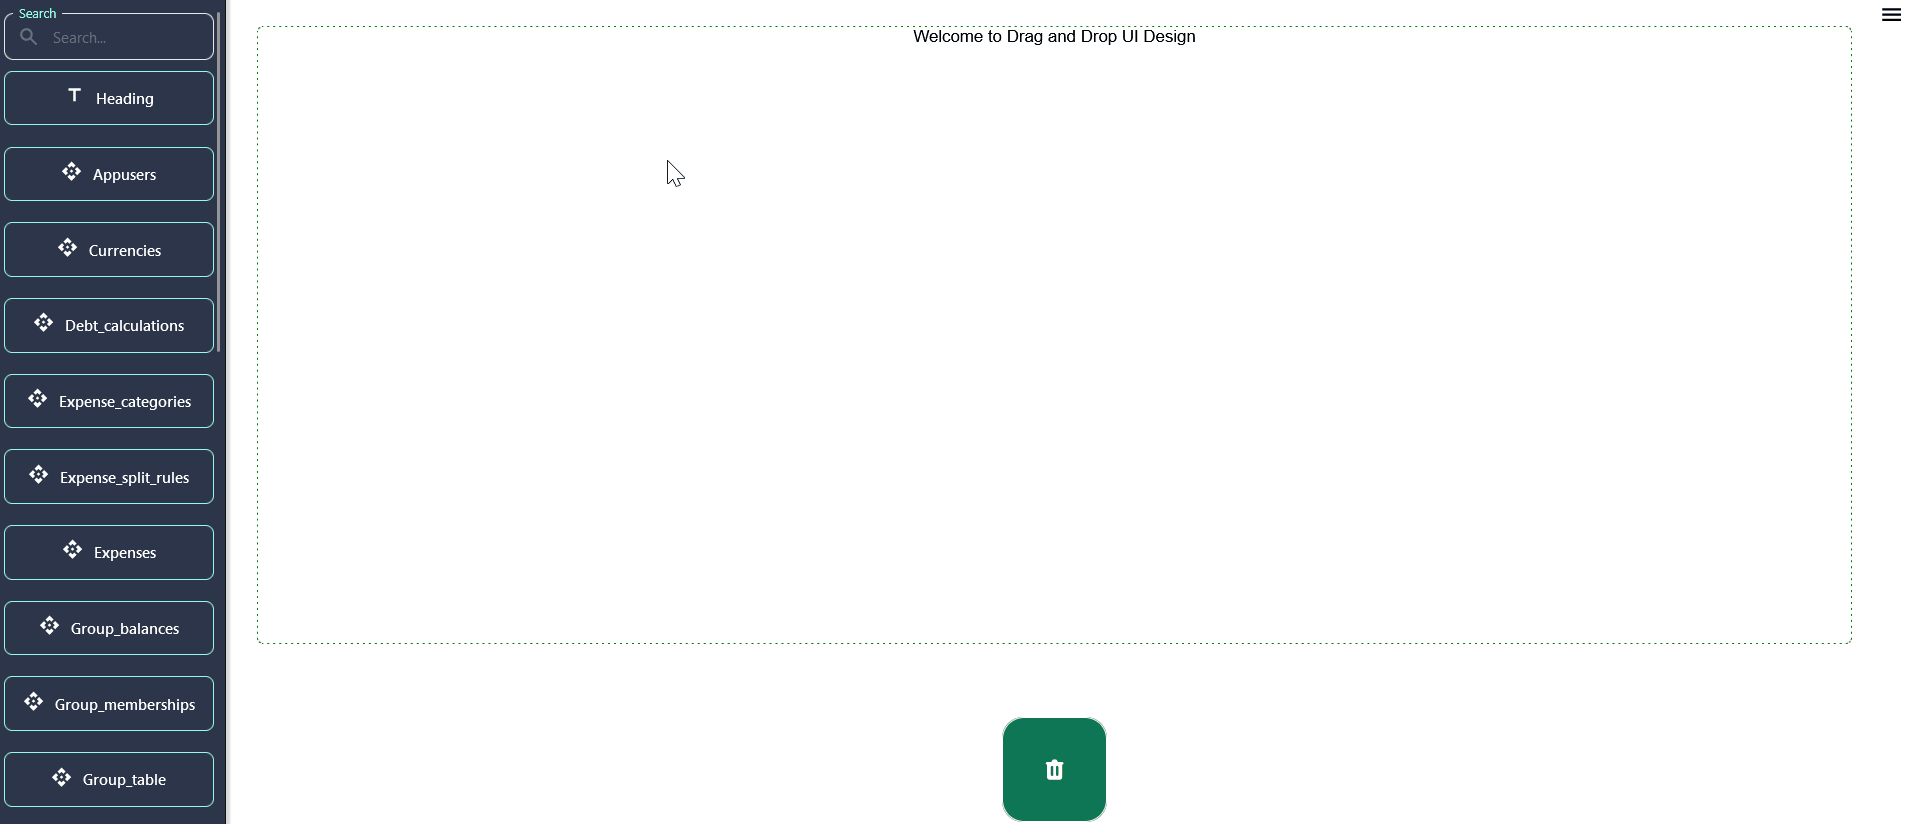 Search
Search...
Heading
Appusers
Currencies
Debt_calculations
Expense_categories
Expense_split_rules
Expenses
Group_balances
Group_memberships
Group_table
Welcome to Drag and Drop UI Design